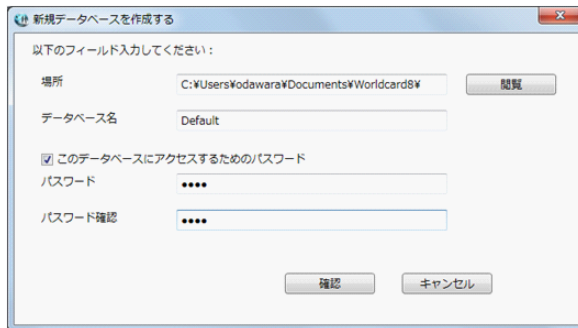 新規データベースを作成する
以下のフィールド入力してください：
場所 C:¥Users¥odawara¥Documents¥Worldcard8¥ 閲覧
データベース名 Default
このデータベースにアクセスするためのパスワード
パスワード ••••
パスワード確認 ••••
確認 キャンセル